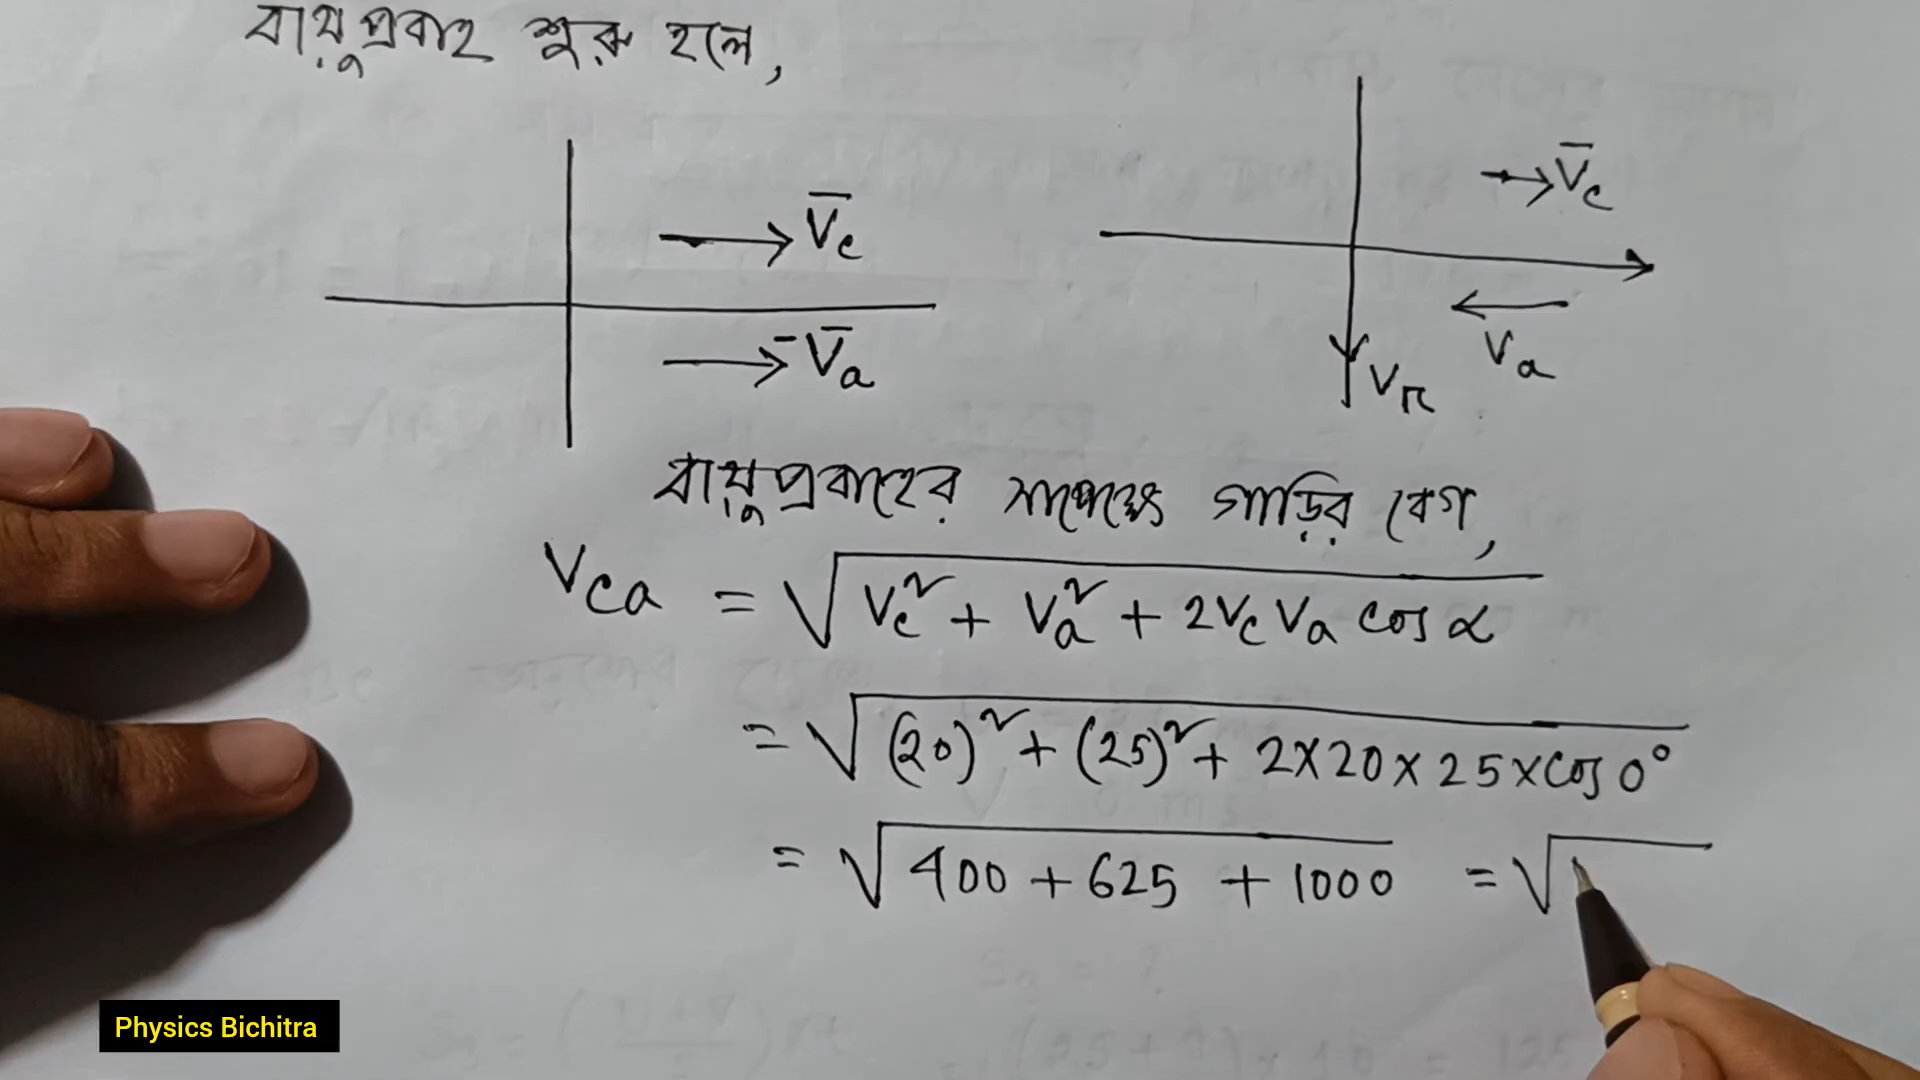 বায়ুপ্রবাহ শুরু হলে,
V̅c
V̅c
-V̅a
Va
Vr
বায়ুপ্রবাহের সাপেক্ষে গাড়ির বেগ,
Vca = √(Vc² + Va² + 2VcVa cos α)
= √((20)² + (25)² + 2×20×25×cos 0°)
= √(400 + 625 + 1000) = √
Physics Bichitra